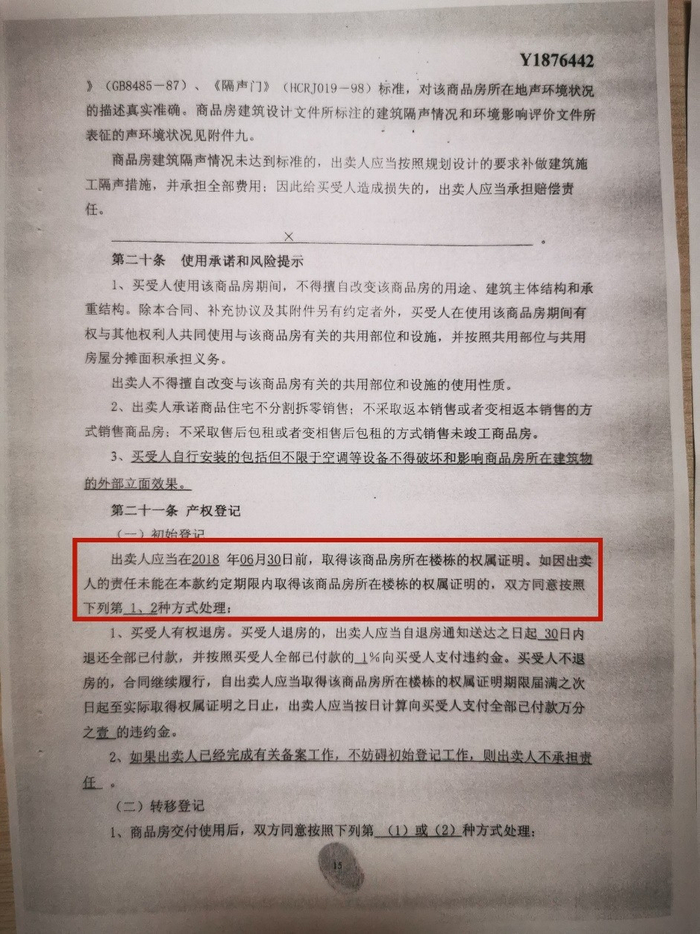 Y1876442
》（GB8485－87）、《隔声门》（HCRJ019－98）标准，对该商品房所在地声环境状况
的描述真实准确。商品房建筑设计文件所标注的建筑隔声情况和环境影响评价文件所
表征的声环境状况见附件九。
商品房建筑隔声情况未达到标准的，出卖人应当按照规划设计的要求补做建筑施
工隔声措施，并承担全部费用；因此给买受人造成损失的，出卖人应当承担赔偿责
任。
×。
第二十条 使用承诺和风险提示
1、买受人使用该商品房期间，不得擅自改变该商品房的用途、建筑主体结构和承
重结构。除本合同、补充协议及其附件另有约定者外，买受人在使用该商品房期间有
权与其他权利人共同使用与该商品房有关的共用部位和设施，并按照共用部位与共用
房屋分摊面积承担义务。
出卖人不得擅自改变与该商品房有关的共用部位和设施的使用性质。
2、出卖人承诺商品住宅不分割拆零销售；不采取返本销售或者变相返本销售的方
式销售商品房；不采取售后包租或者变相售后包租的方式销售未竣工商品房。
3、买受人自行安装的包括但不限于空调等设备不得破坏和影响商品房所在建筑物
的外部立面效果。
第二十一条 产权登记
（一）初始登记
出卖人应当在2018 年06月30日前，取得该商品房所在楼栋的权属证明。如因出卖
人的责任未能在本款约定期限内取得该商品房所在楼栋的权属证明的，双方同意按照
下列第 1、2种方式处理：
1、买受人有权退房。买受人退房的，出卖人应当自退房通知送达之日起 30日内
退还全部已付款，并按照买受人全部已付款的 1％向买受人支付违约金。买受人不退
房的，合同继续履行，自出卖人应当取得该商品房所在楼栋的权属证明期限届满之次
日起至实际取得权属证明之日止，出卖人应当按日计算向买受人支付全部已付款万分
之壹 的违约金。
2、如果出卖人已经完成有关备案工作，不妨碍初始登记工作，则出卖人不承担责
任 。
（二）转移登记
1、商品房交付使用后，双方同意按照下列第 （1）或（2）种方式处理：
15